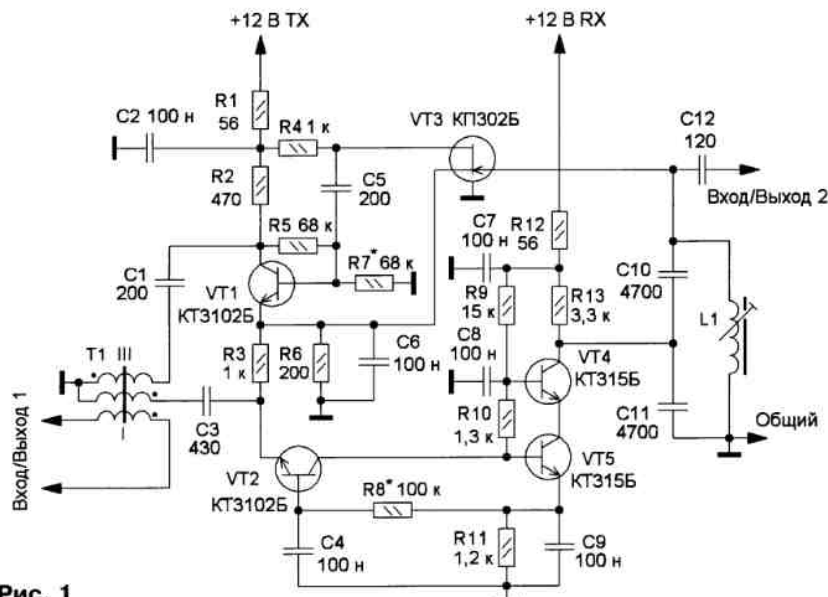 +12 В TX
+12 В RX
C2 100 н
R1
56
R4 1 к
VT3 КП302Б
C12
120
R2
470
C5
200
Вход/Выход 2
R5 68 к
C7
100 н
R12
56
C1
200
R7* 68 к
C10
4700
VT1
КТ3102Б
R9
15 к
R13
3,3 к
L1
T1 III
R3
1 к
R6
200
C6
100 н
C8
100 н
VT4
КТ315Б
I
C3
430
R10
1,3 к
C11
4700
Общий
Вход/Выход 1
VT2
КТ3102Б
R8* 100 к
VT5
КТ315Б
C4
100 н
R11
1,2 к
C9
100 н
Рис. 1